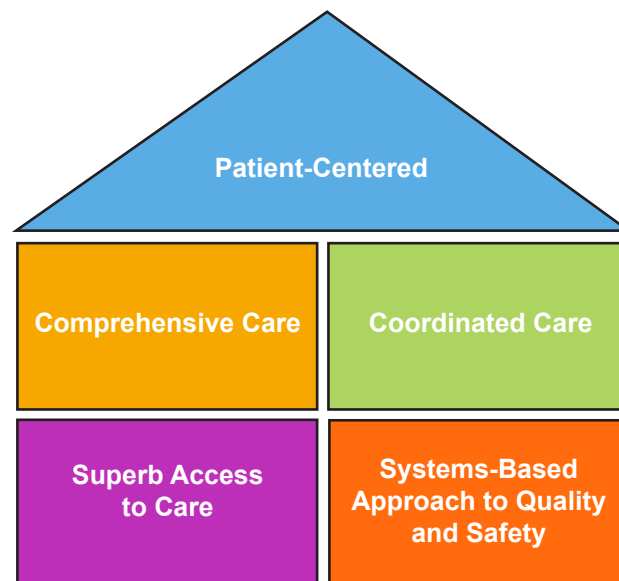 Patient-Centered
Comprehensive Care
Coordinated Care
Superb Access
to Care
Systems-Based
Approach to Quality
and Safety